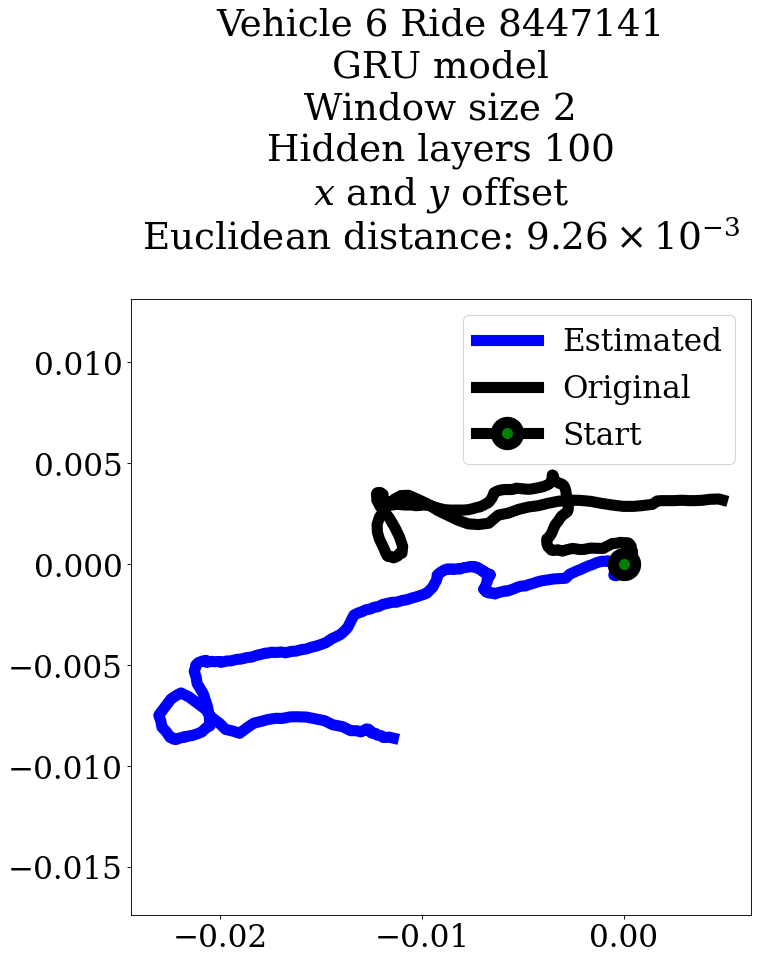 Vehicle 6 Ride 8447141
GRU model
Window size 2
Hidden layers 100
x and y offset
Euclidean distance: 9.26 × 10⁻³
Estimated
Original
Start
0.010
0.005
0.000
−0.005
−0.010
−0.015
−0.02
−0.01
0.00